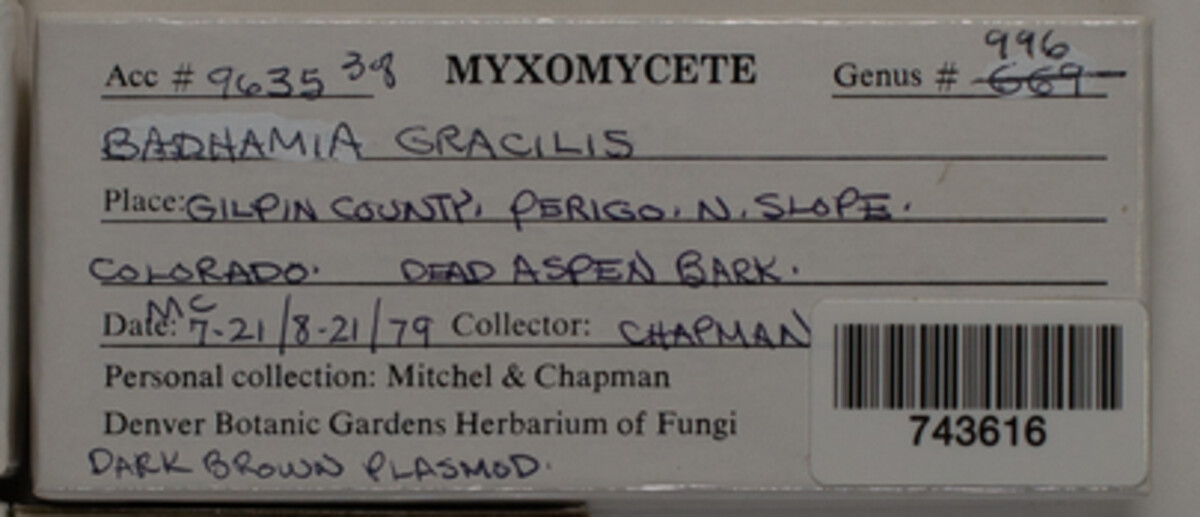 996
Acc # 9635 38 MYXOMYCETE Genus # 669
BADHAMIA GRACILIS
Place: GILPIN COUNTY, PERIGO. N. SLOPE.
COLORADO. DEAD ASPEN BARK.
MC
Date: 7-21/8-21/79 Collector: CHAPMAN
Personal collection: Mitchel & Chapman
Denver Botanic Gardens Herbarium of Fungi
743616
DARK BROWN PLASMOD.